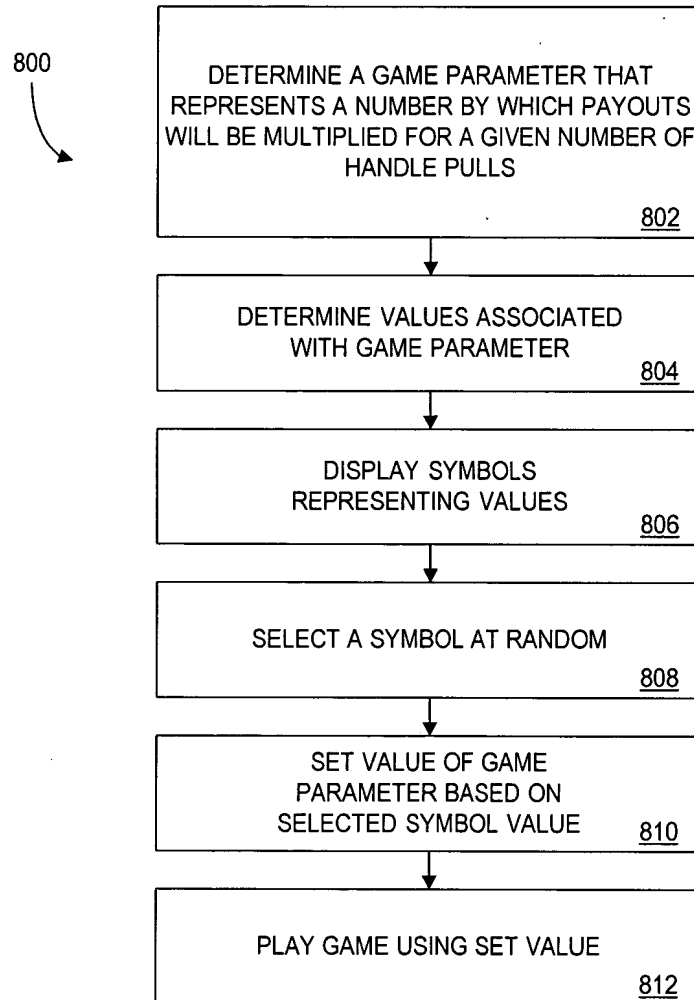 800
DETERMINE A GAME PARAMETER THAT
REPRESENTS A NUMBER BY WHICH PAYOUTS
WILL BE MULTIPLIED FOR A GIVEN NUMBER OF
HANDLE PULLS
802
DETERMINE VALUES ASSOCIATED
WITH GAME PARAMETER
804
DISPLAY SYMBOLS
REPRESENTING VALUES
806
SELECT A SYMBOL AT RANDOM
808
SET VALUE OF GAME
PARAMETER BASED ON
SELECTED SYMBOL VALUE
810
PLAY GAME USING SET VALUE
812